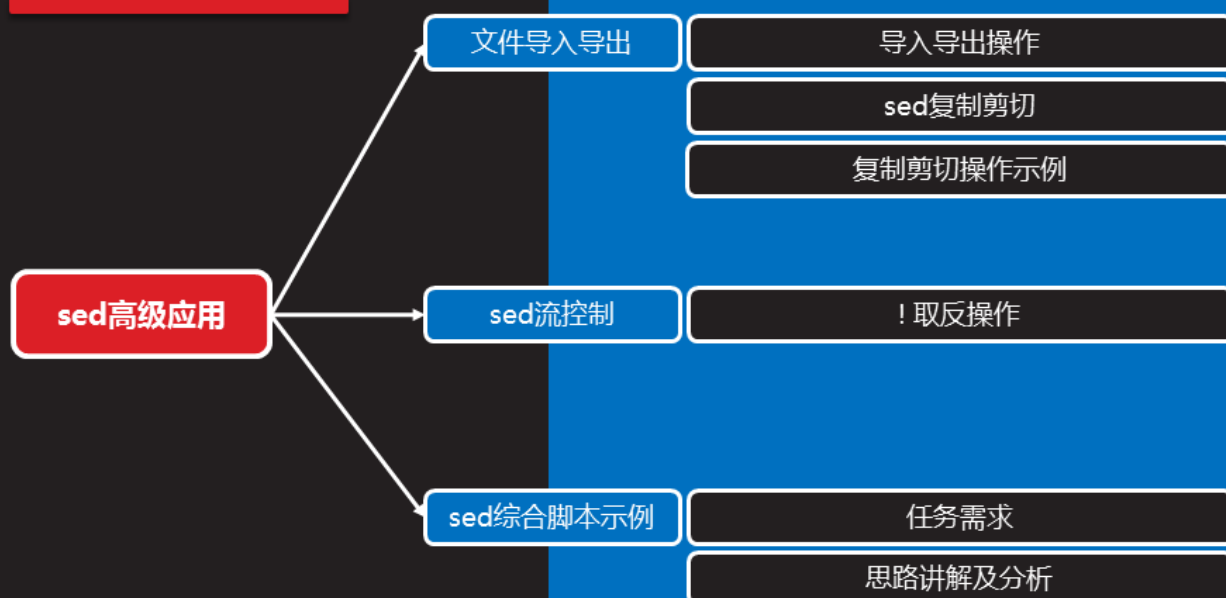 文件导入导出
导入导出操作
sed复制剪切
复制剪切操作示例
sed高级应用
sed流控制
! 取反操作
sed综合脚本示例
任务需求
思路讲解及分析